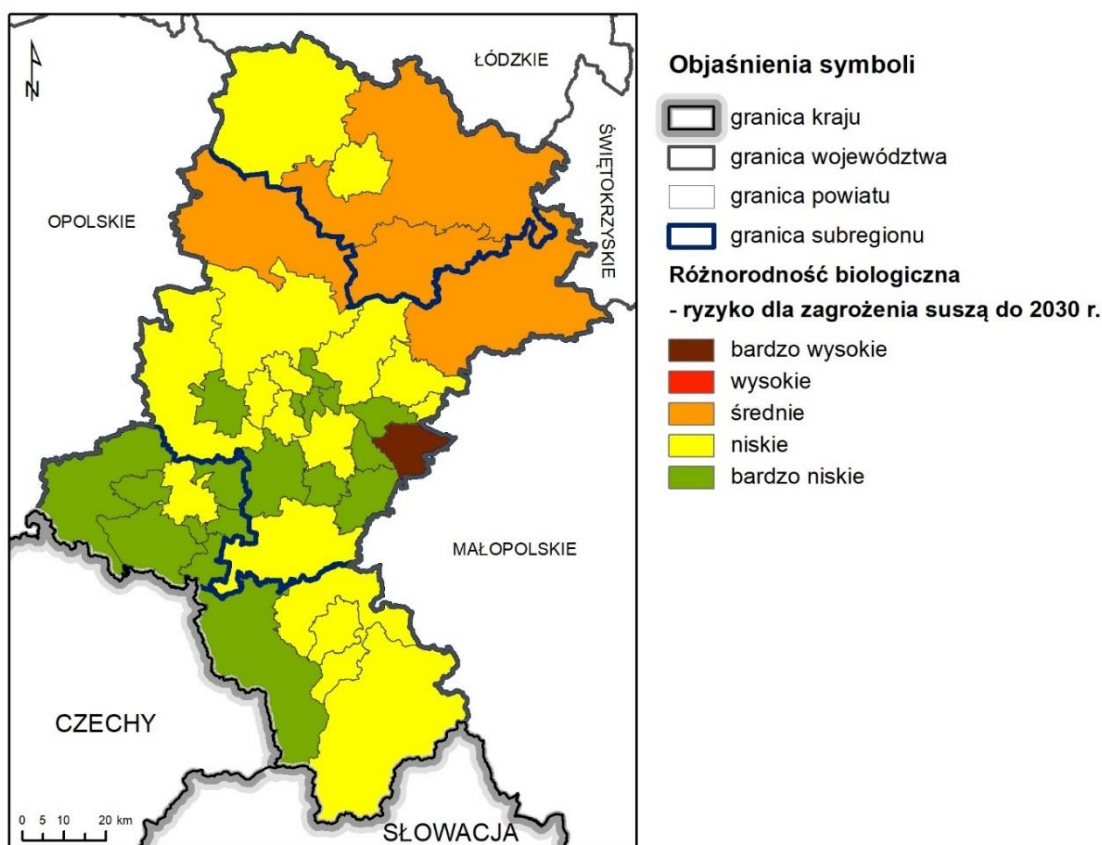 N
ŁÓDZKIE
ŚWIĘTOKRZYSKIE
OPOLSKIE
MAŁOPOLSKIE
CZECHY
SŁOWACJA
0 5 10 20 km
Objaśnienia symboli
granica kraju
granica województwa
granica powiatu
granica subregionu
Różnorodność biologiczna
- ryzyko dla zagrożenia suszą do 2030 r.
bardzo wysokie
wysokie
średnie
niskie
bardzo niskie